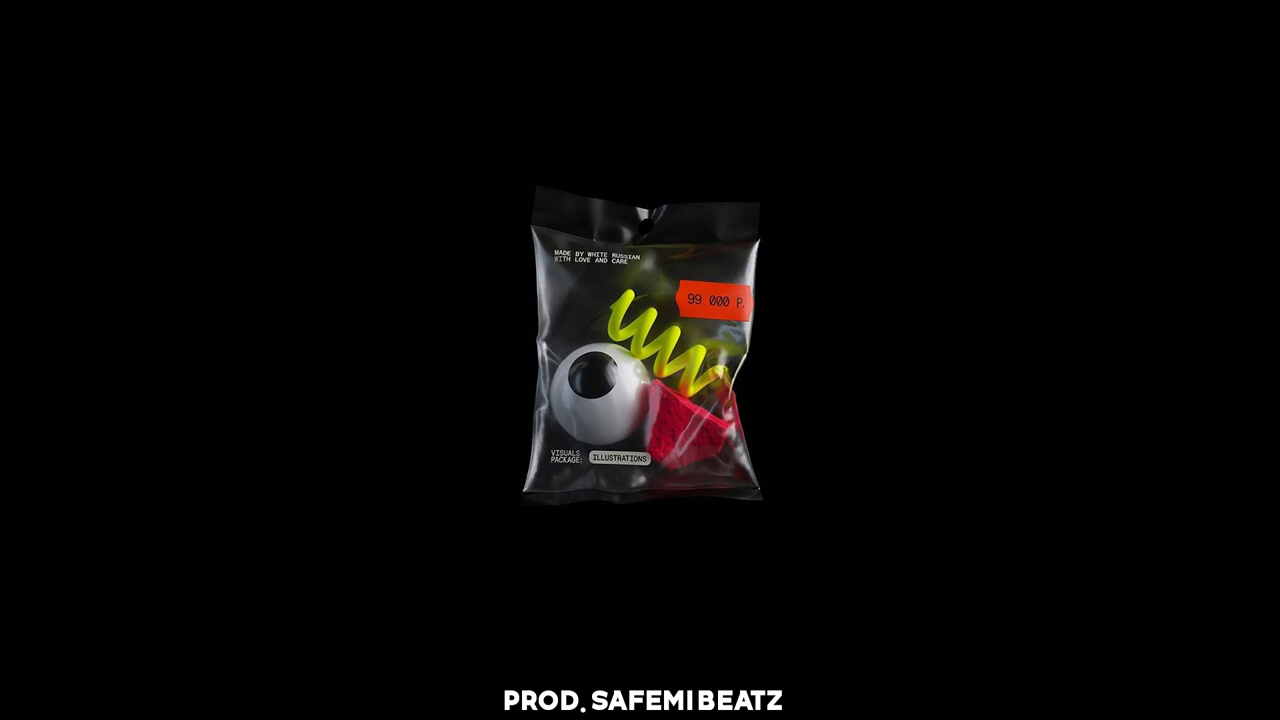 MADE BY WHITE RUSSIAN
WITH LOVE AND CARE
99 000 P.
VISUALS
PACKAGE:
ILLUSTRATIONS
PROD. SAFEMI BEATZ